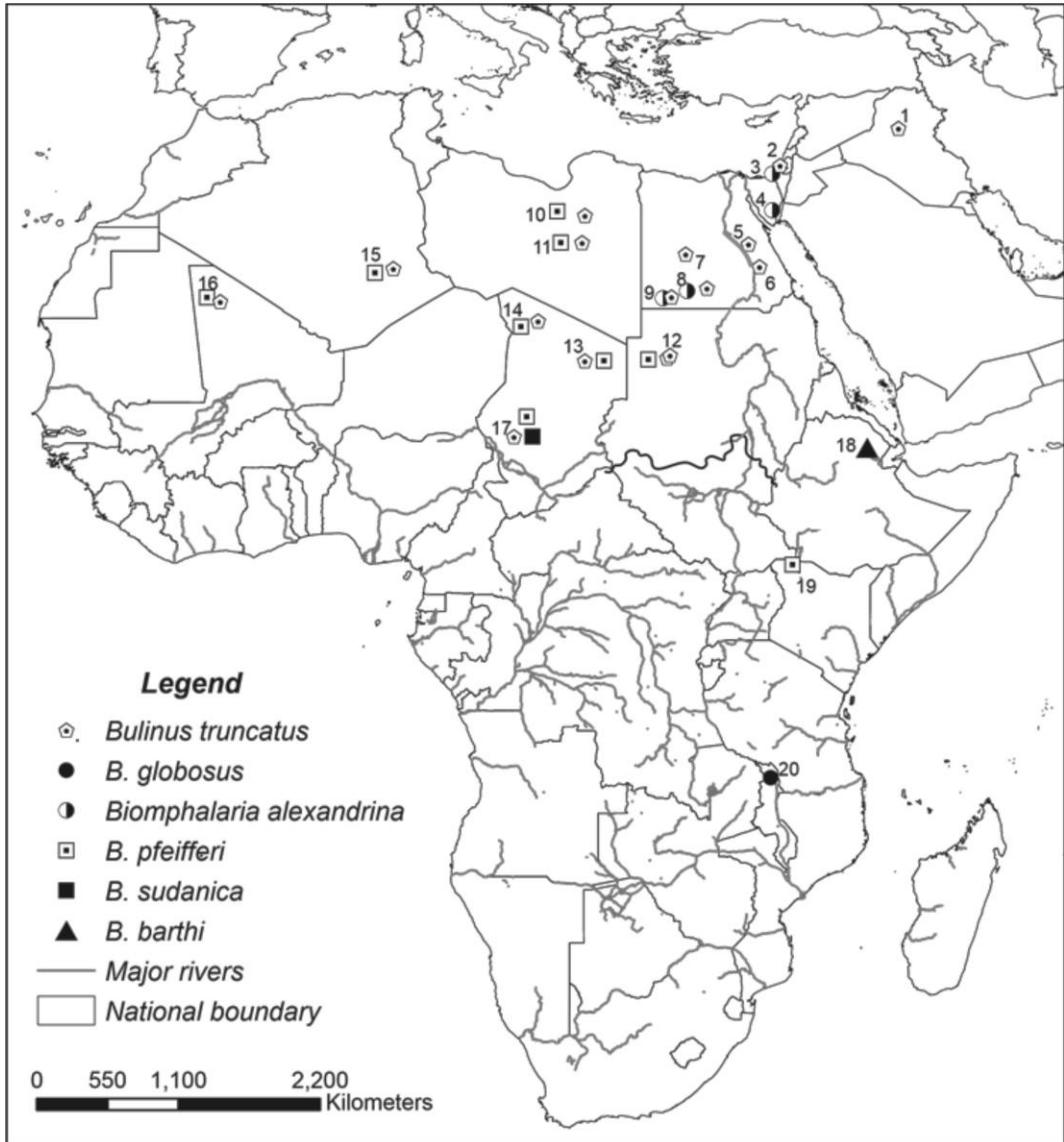 1
2
3
4
5
6
7
8
9
10
11
12
13
14
15
16
17
18
19
20
Legend
Bulinus truncatus
B. globosus
Biomphalaria alexandrina
B. pfeifferi
B. sudanica
B. barthi
Major rivers
National boundary
0 550 1,100 2,200
Kilometers